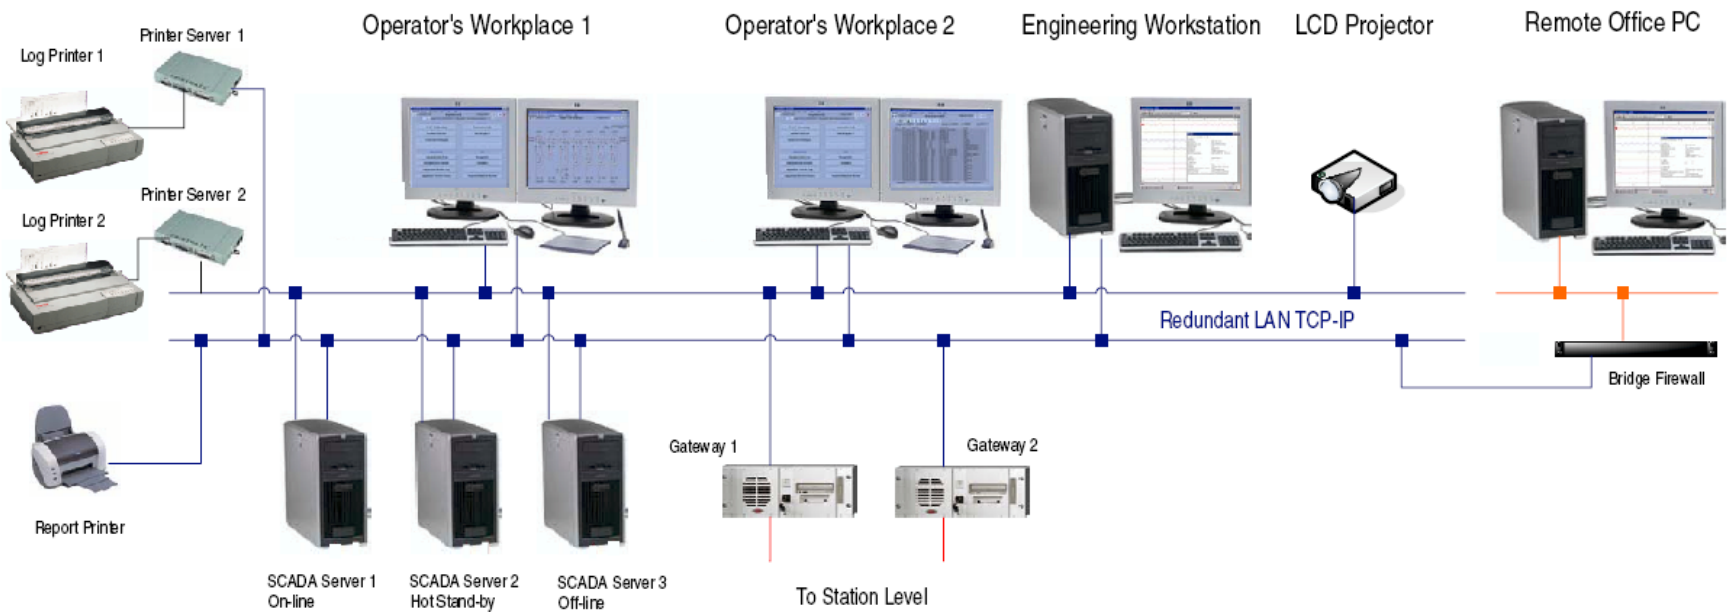 Operator's Workplace 1
Operator's Workplace 2
Engineering Workstation
LCD Projector
Remote Office PC
Printer Server 1
Log Printer 1
Printer Server 2
Log Printer 2
Redundant LAN TCP-IP
Bridge Firewall
Gateway 1
Gateway 2
Report Printer
SCADA Server 1
On-line
SCADA Server 2
Hot Stand-by
SCADA Server 3
Off-line
To Station Level